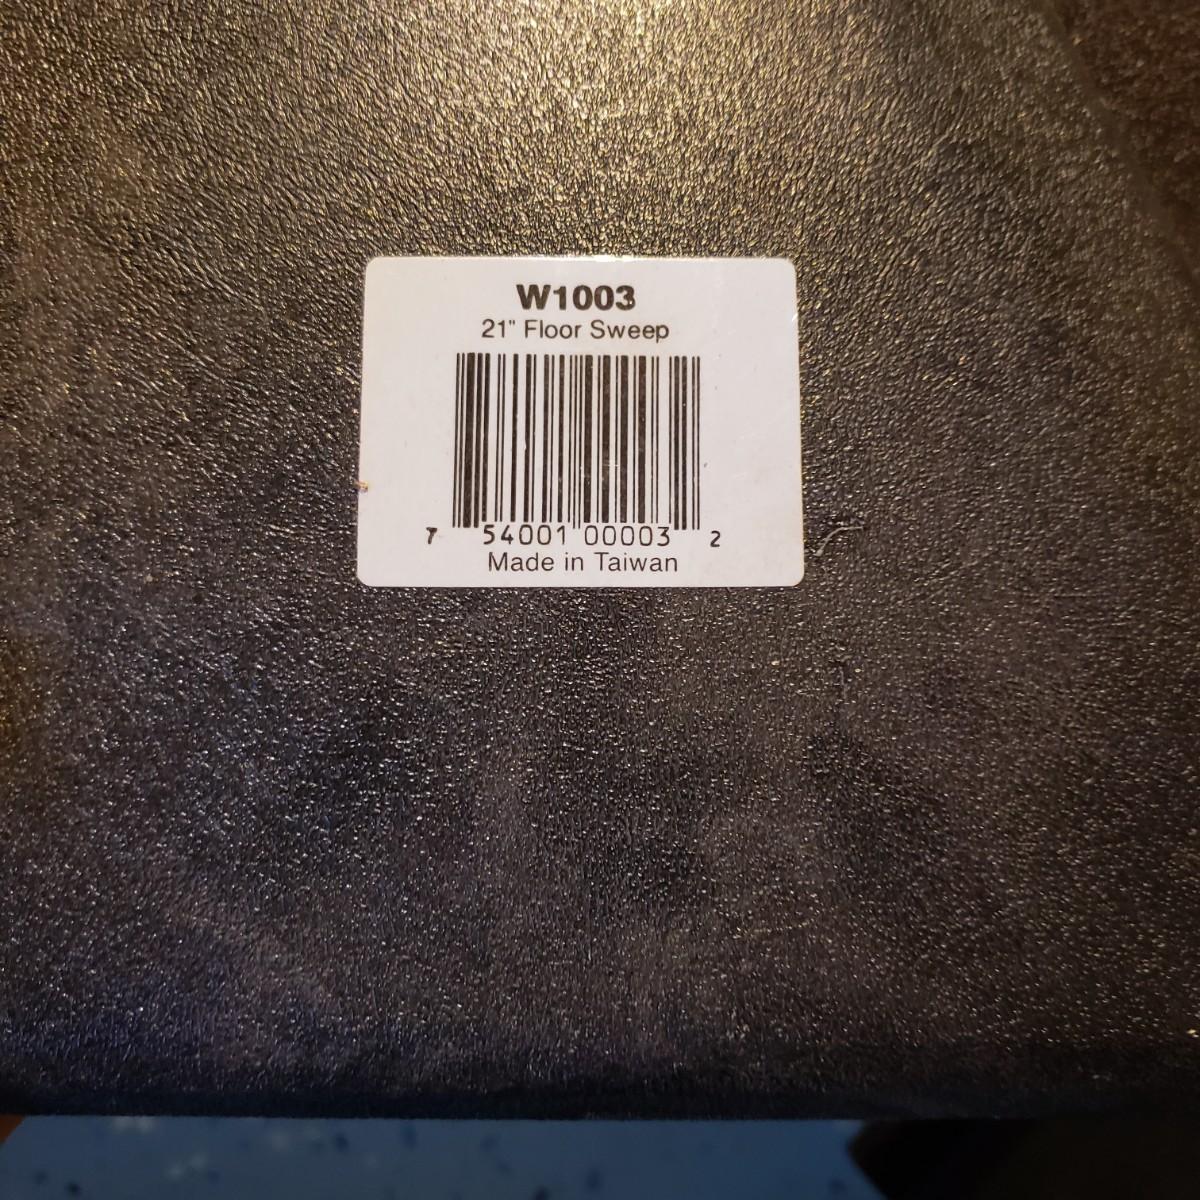 W1003
21" Floor Sweep
7 54001 00003 2
Made in Taiwan